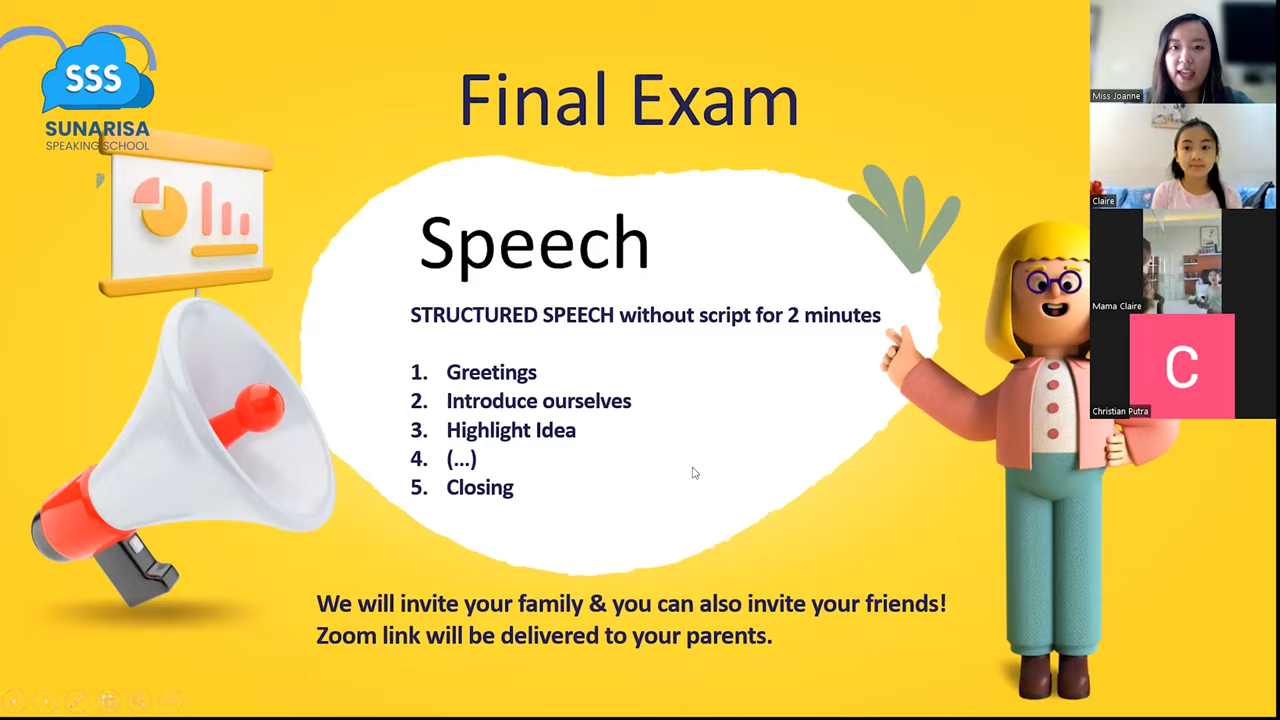 SSS
SUNARISA
SPEAKING SCHOOL
Final Exam
Speech
STRUCTURED SPEECH without script for 2 minutes
1. Greetings
2. Introduce ourselves
3. Highlight Idea
4. (...)
5. Closing
We will invite your family & you can also invite your friends!
Zoom link will be delivered to your parents.
Miss Joanne
Claire
Mama Claire
C
Christian Putra